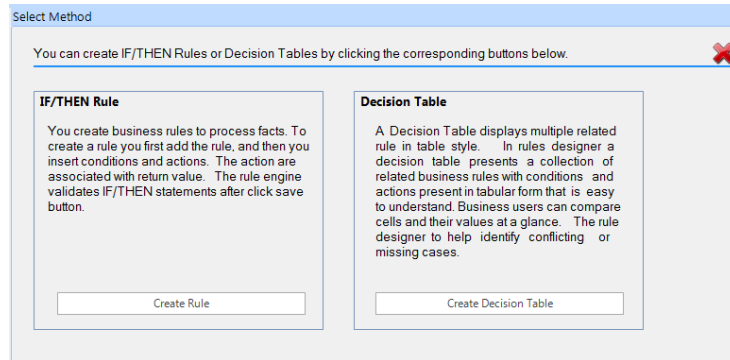 Select Method
You can create IF/THEN Rules or Decision Tables by clicking the corresponding buttons below.
IF/THEN Rule
You create business rules to process facts. To
create a rule you first add the rule, and then you
insert conditions and actions. The action are
associated with return value. The rule engine
validates IF/THEN statements after click save
button.
Create Rule
Decision Table
A Decision Table displays multiple related
rule in table style. In rules designer a
decision table presents a collection of
related business rules with conditions and
actions present in tabular form that is easy
to understand. Business users can compare
cells and their values at a glance. The rule
designer to help identify conflicting or
missing cases.
Create Decision Table